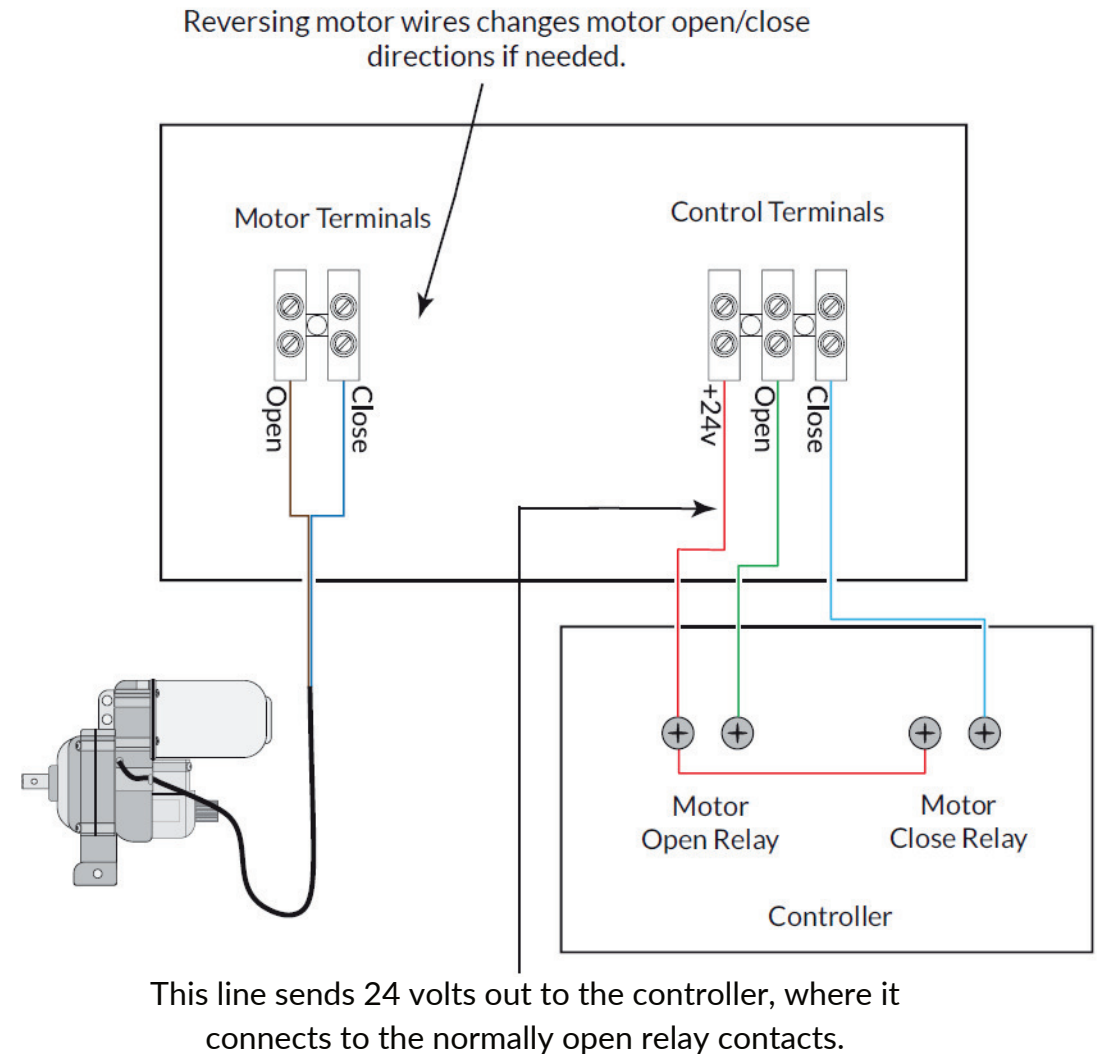 Reversing motor wires changes motor open/close
directions if needed.
Motor Terminals
Control Terminals
Open
Close
+24v
Open
Close
Motor
Open Relay
Motor
Close Relay
Controller
This line sends 24 volts out to the controller, where it
connects to the normally open relay contacts.